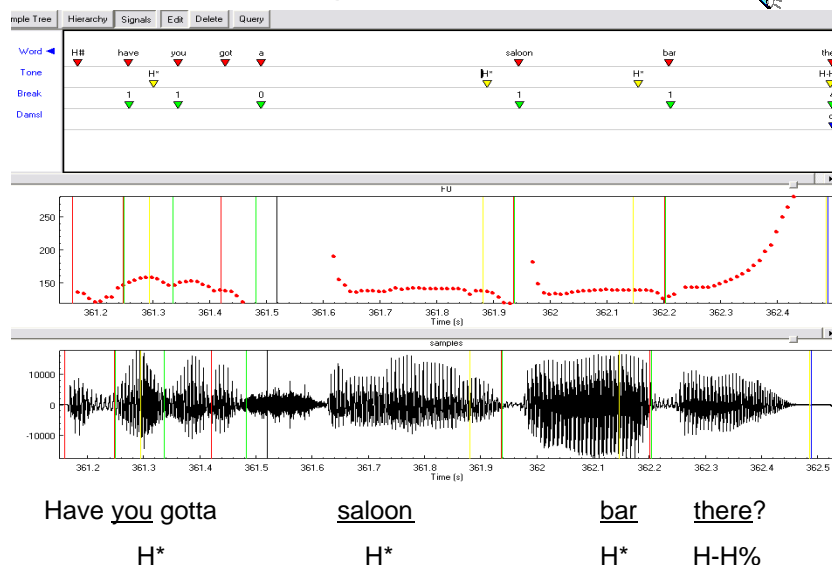 mple Tree Hierarchy Signals Edit Delete Query
Word H# have you got a saloon bar the
Tone H* H* H* H-H
Break 1 1 0 1 1
Damsl
F0
250
200
150
361.2 361.3 361.4 361.5 361.6 361.7 361.8 361.9 362 362.1 362.2 362.3 362.4
Time (s)
samples
10000
0
-10000
361.2 361.3 361.4 361.5 361.6 361.7 361.8 361.9 362 362.1 362.2 362.3 362.4 362.5
Time (s)
Have you gotta saloon bar there?
H* H* H* H-H%